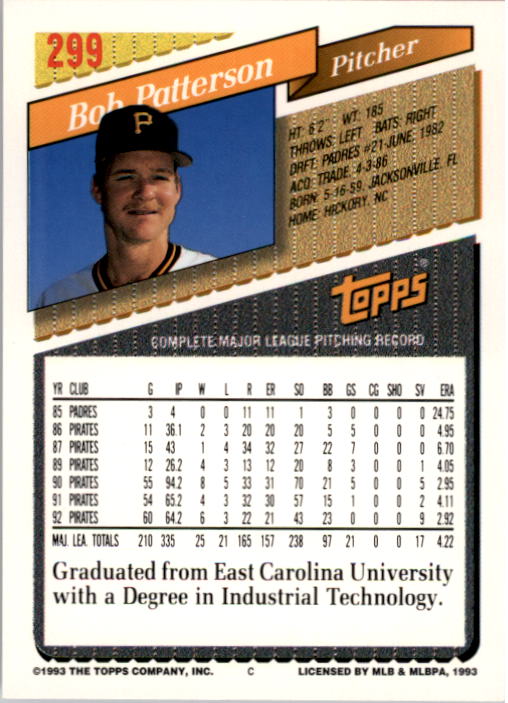 299
Bob Patterson
Pitcher
P
HT: 6'2" WT: 185
THROWS: LEFT BATS: RIGHT
DRFT: PADRES #21-JUNE, 1982
ACQ: TRADE, 4-3-86
BORN: 5-16-59, JACKSONVILLE, FL
HOME: HICKORY, NC
TOPPS®
COMPLETE MAJOR LEAGUE PITCHING RECORD
YR CLUB G IP W L R ER SO BB GS CG SHO SV ERA
85 PADRES 3 4 0 0 11 11 1 3 0 0 0 0 24.75
86 PIRATES 11 36.1 2 3 20 20 20 5 5 0 0 0 4.95
87 PIRATES 15 43 1 4 34 32 27 22 7 0 0 0 6.70
89 PIRATES 12 26.2 4 3 13 12 20 8 3 0 0 1 4.05
90 PIRATES 55 94.2 8 5 33 31 70 21 5 0 0 5 2.95
91 PIRATES 54 65.2 4 3 32 30 57 15 1 0 0 2 4.11
92 PIRATES 60 64.2 6 3 22 21 43 23 0 0 0 9 2.92
MAJ. LEA. TOTALS 210 335 25 21 165 157 238 97 21 0 0 17 4.22
Graduated from East Carolina University
with a Degree in Industrial Technology.
©1993 THE TOPPS COMPANY, INC. C LICENSED BY MLB & MLBPA, 1993